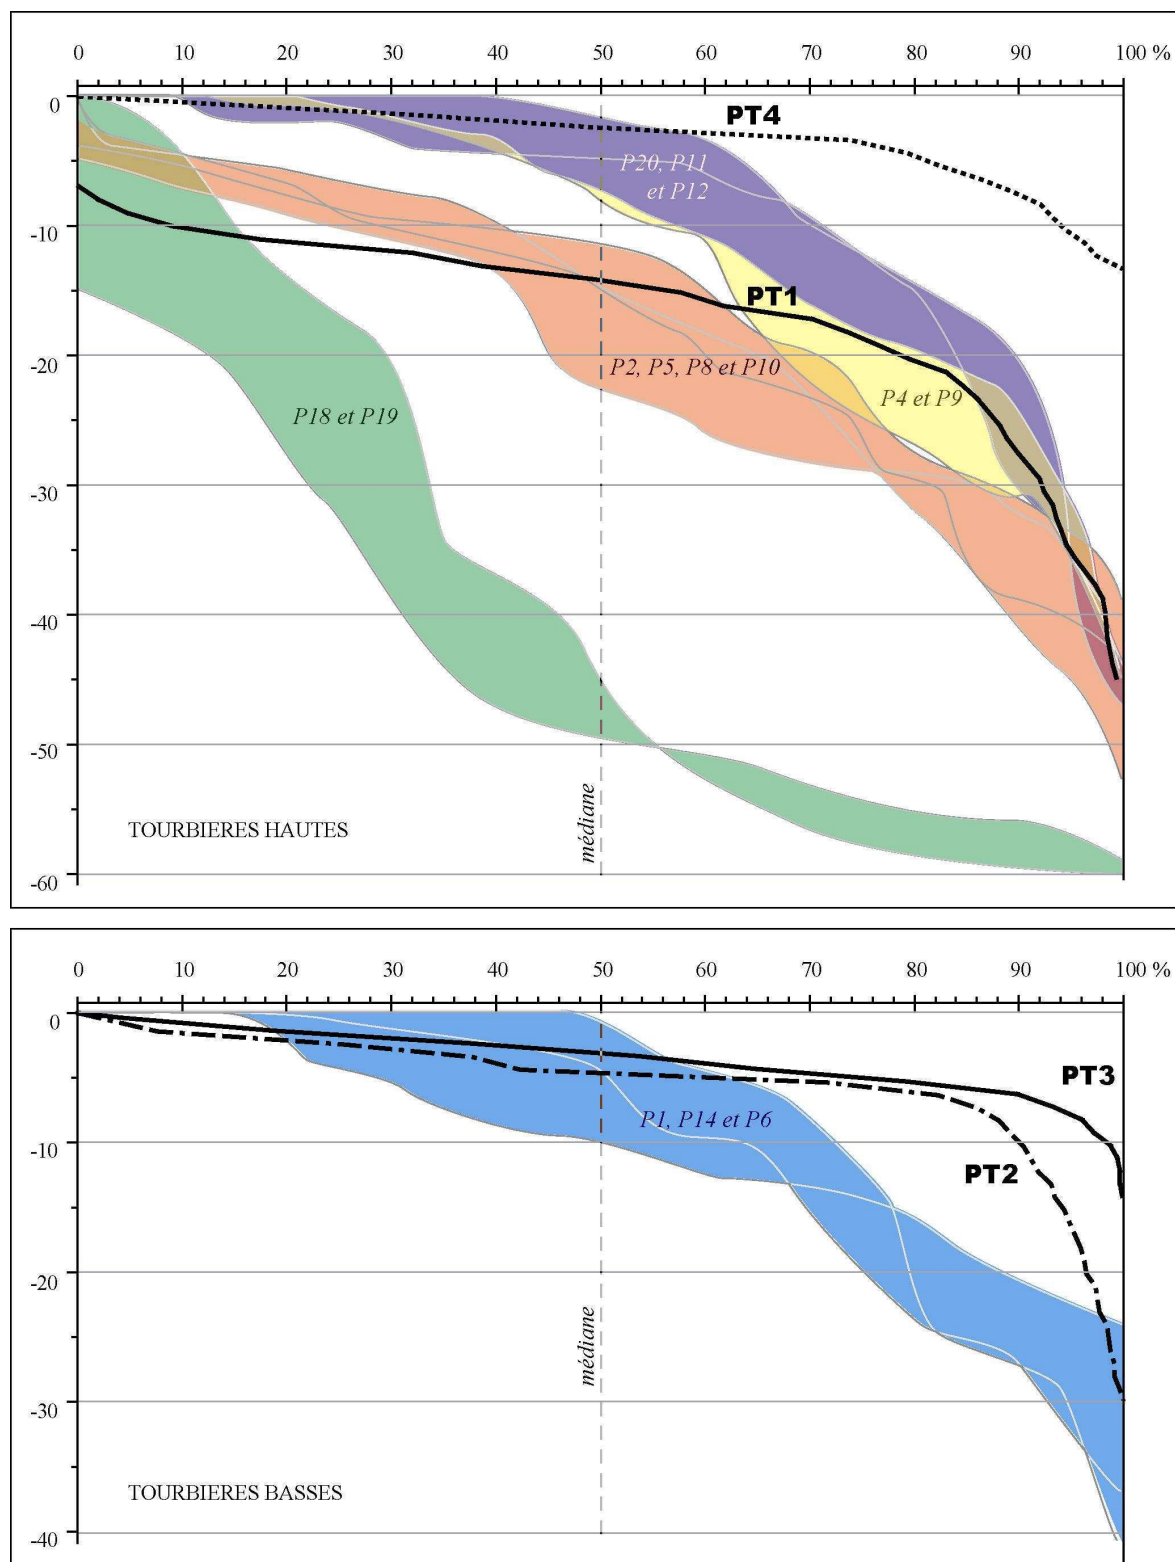 0 10 20 30 40 50 60 70 80 90 100 %
0
PT4
P20, P11
et P12
-10
PT1
-20
P2, P5, P8 et P10
P4 et P9
P18 et P19
-30
-40
-50
médiane
TOURBIERES HAUTES
-60
0 10 20 30 40 50 60 70 80 90 100 %
0
PT3
P1, P14 et P6
-10
PT2
-20
médiane
-30
TOURBIERES BASSES
-40